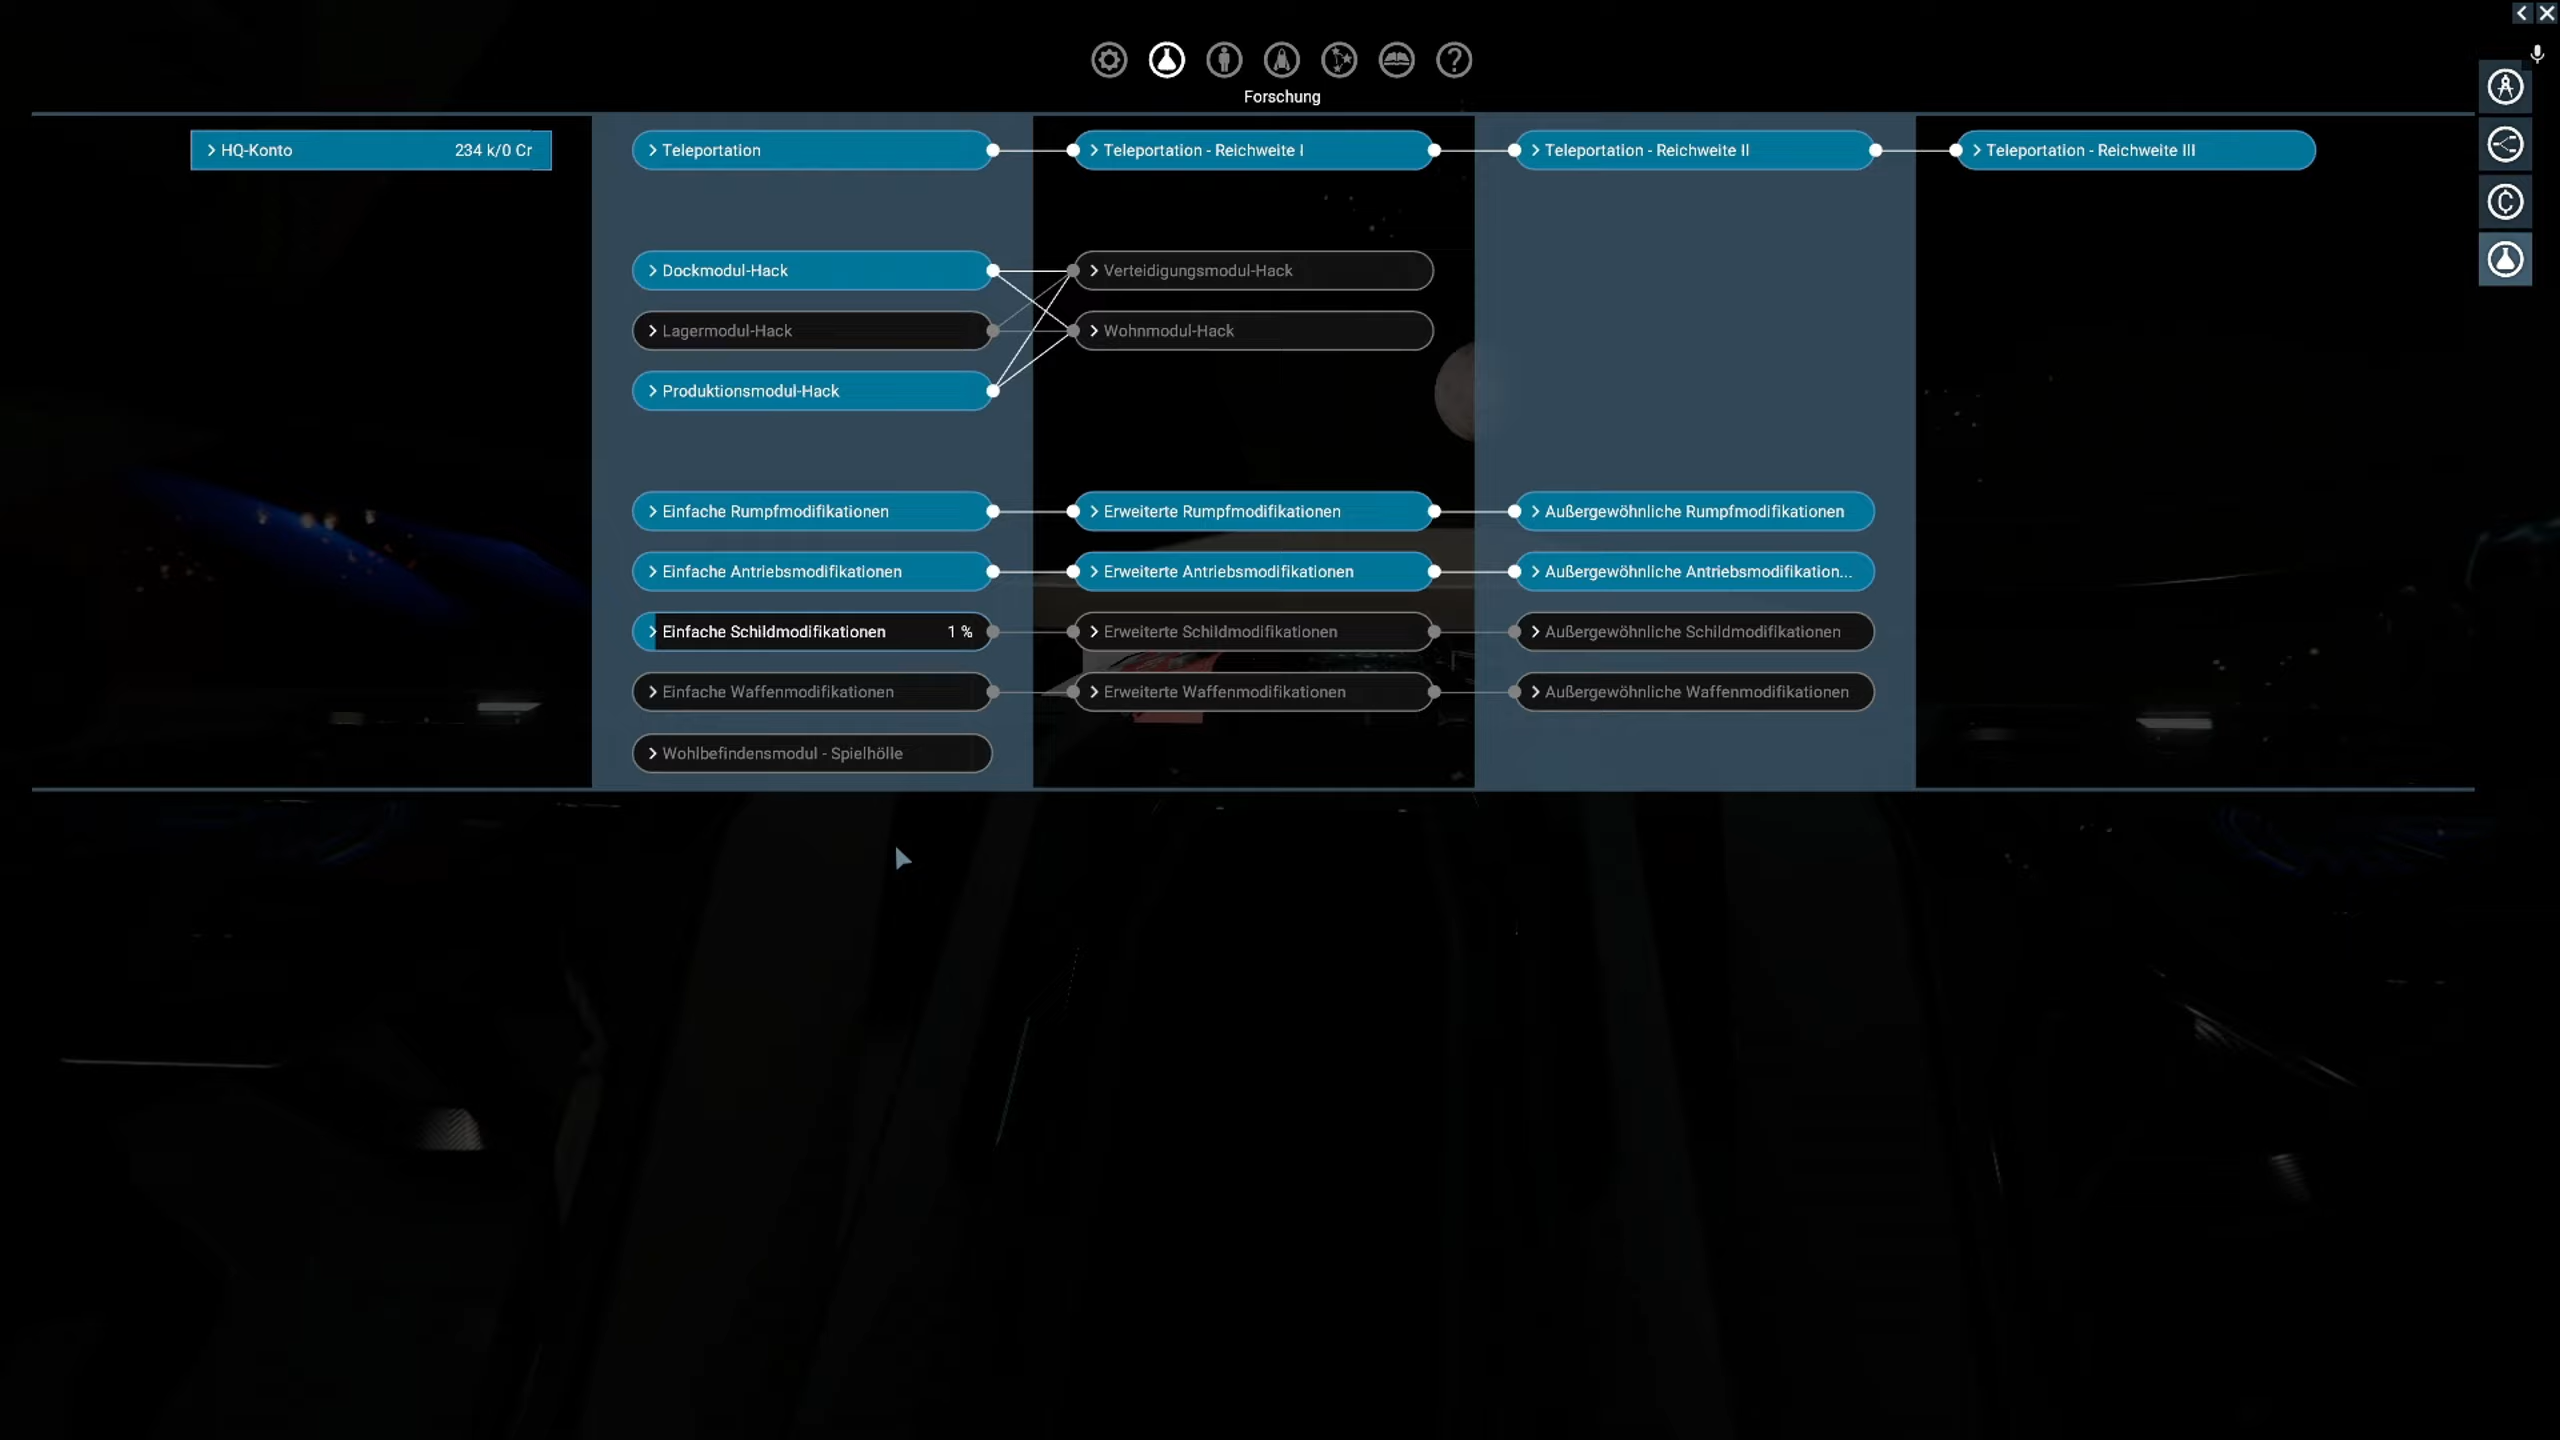 Forschung
HQ-Konto 234 k/0 Cr
Teleportation
Teleportation - Reichweite I
Teleportation - Reichweite II
Teleportation - Reichweite III
Dockmodul-Hack
Verteidigungsmodul-Hack
Lagermodul-Hack
Wohnmodul-Hack
Produktionsmodul-Hack
Einfache Rumpfmodifikationen
Erweiterte Rumpfmodifikationen
Außergewöhnliche Rumpfmodifikationen
Einfache Antriebsmodifikationen
Erweiterte Antriebsmodifikationen
Außergewöhnliche Antriebsmodifikation...
Einfache Schildmodifikationen 1 %
Erweiterte Schildmodifikationen
Außergewöhnliche Schildmodifikationen
Einfache Waffenmodifikationen
Erweiterte Waffenmodifikationen
Außergewöhnliche Waffenmodifikationen
Wohlbefindensmodul - Spielhölle